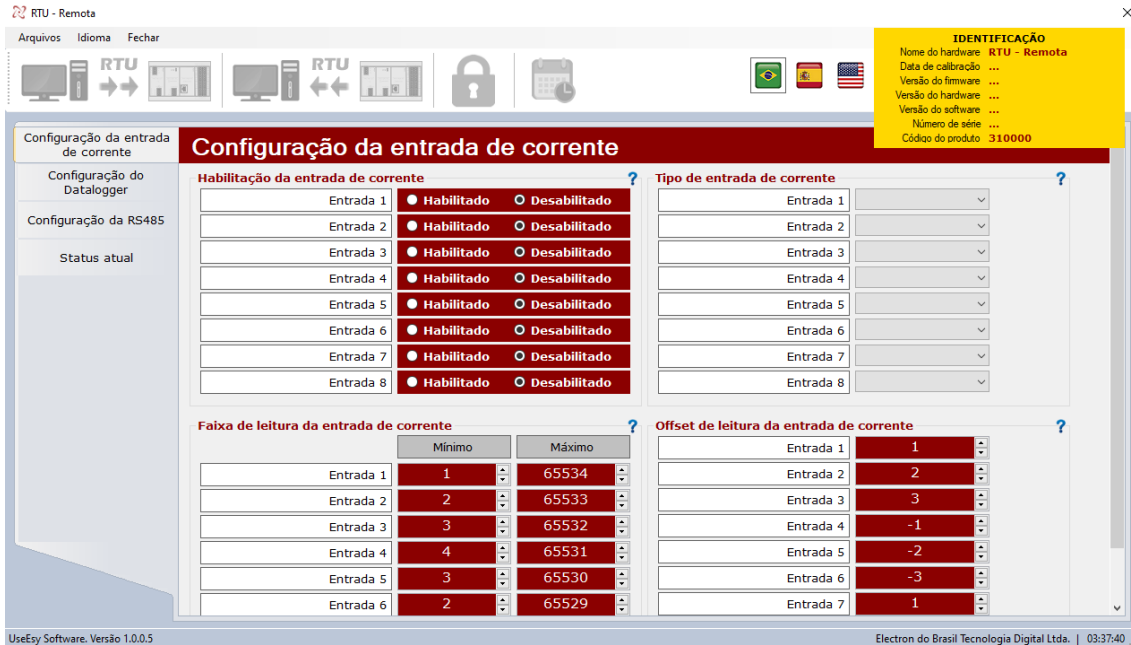 RTU - Remota
Arquivos Idioma Fechar
RTU
RTU
IDENTIFICAÇÃO
Nome do hardware RTU - Remota
Data de calibração ...
Versão do firmware ...
Versão do hardware ...
Versão do software ...
Número de série ...
Código do produto 310000
Configuração da entrada
de corrente
Configuração do
Datalogger
Configuração da RS485
Status atual
Configuração da entrada de corrente
Habilitação da entrada de corrente ?
Entrada 1 Habilitado Desabilitado
Entrada 2 Habilitado Desabilitado
Entrada 3 Habilitado Desabilitado
Entrada 4 Habilitado Desabilitado
Entrada 5 Habilitado Desabilitado
Entrada 6 Habilitado Desabilitado
Entrada 7 Habilitado Desabilitado
Entrada 8 Habilitado Desabilitado
Tipo de entrada de corrente ?
Entrada 1
Entrada 2
Entrada 3
Entrada 4
Entrada 5
Entrada 6
Entrada 7
Entrada 8
Faixa de leitura da entrada de corrente ?
Mínimo Máximo
Entrada 1 1 65534
Entrada 2 2 65533
Entrada 3 3 65532
Entrada 4 4 65531
Entrada 5 3 65530
Entrada 6 2 65529
Offset de leitura da entrada de corrente ?
Entrada 1 1
Entrada 2 2
Entrada 3 3
Entrada 4 -1
Entrada 5 -2
Entrada 6 -3
Entrada 7 1
UseEsy Software. Versão 1.0.0.5
Electron do Brasil Tecnologia Digital Ltda. | 03:37:40